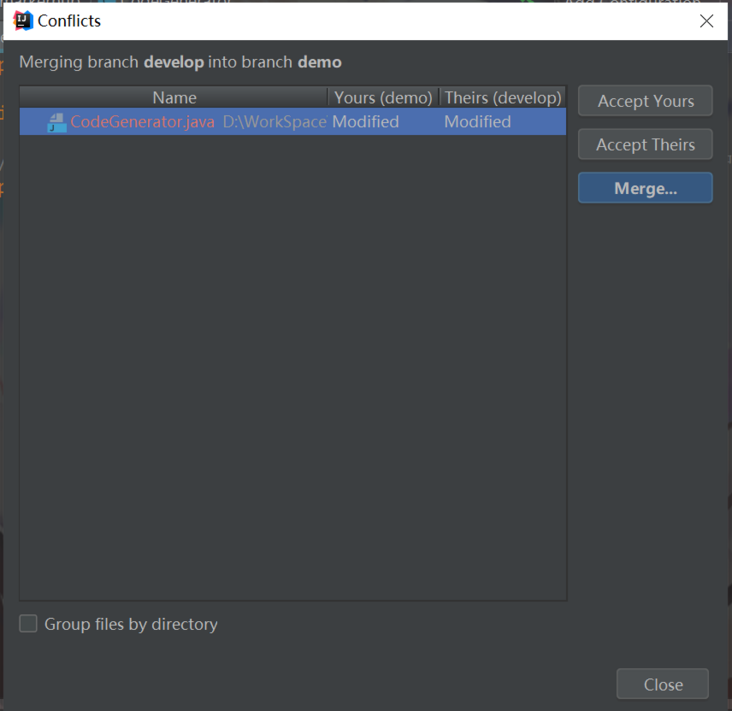 Conflicts
Merging branch develop into branch demo
Name Yours (demo) Theirs (develop)
CodeGenerator.java D:\WorkSpace Modified Modified
Accept Yours
Accept Theirs
Merge...
Group files by directory
Close